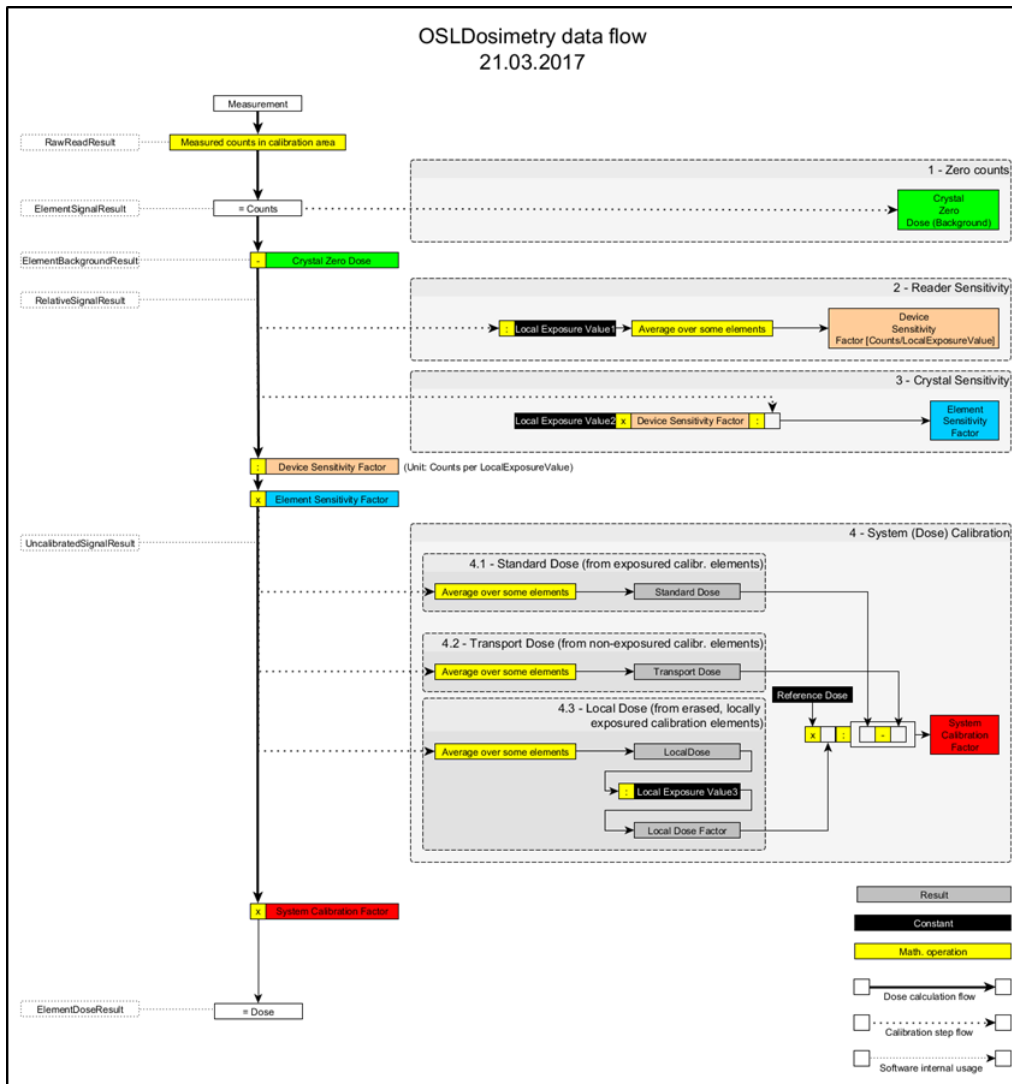 OSLDosimetry data flow
21.03.2017
Measurement
RawReadResult
Measured counts in calibration area
1 - Zero counts
ElementSignalResult
= Counts
Crystal
Zero
Dose (Background)
ElementBackgroundResult
-
Crystal Zero Dose
RelativeSignalResult
2 - Reader Sensitivity
: Local Exposure Value1
Average over some elements
Device
Sensitivity
Factor [Counts/LocalExposureValue]
3 - Crystal Sensitivity
Local Exposure Value2 x Device Sensitivity Factor :
Element
Sensitivity
Factor
: Device Sensitivity Factor (Unit: Counts per LocalExposureValue)
x Element Sensitivity Factor
UncalibratedSignalResult
4 - System (Dose) Calibration
4.1 - Standard Dose (from exposured calibr. elements)
Average over some elements
Standard Dose
4.2 - Transport Dose (from non-exposured calibr. elements)
Average over some elements
Transport Dose
4.3 - Local Dose (from erased, locally
exposured calibration elements)
Average over some elements
LocalDose
: Local Exposure Value3
Local Dose Factor
Reference Dose
x : -
System
Calibration
Factor
x System Calibration Factor
ElementDoseResult
= Dose
Result
Constant
Math. operation
Dose calculation flow
Calibration step flow
Software internal usage